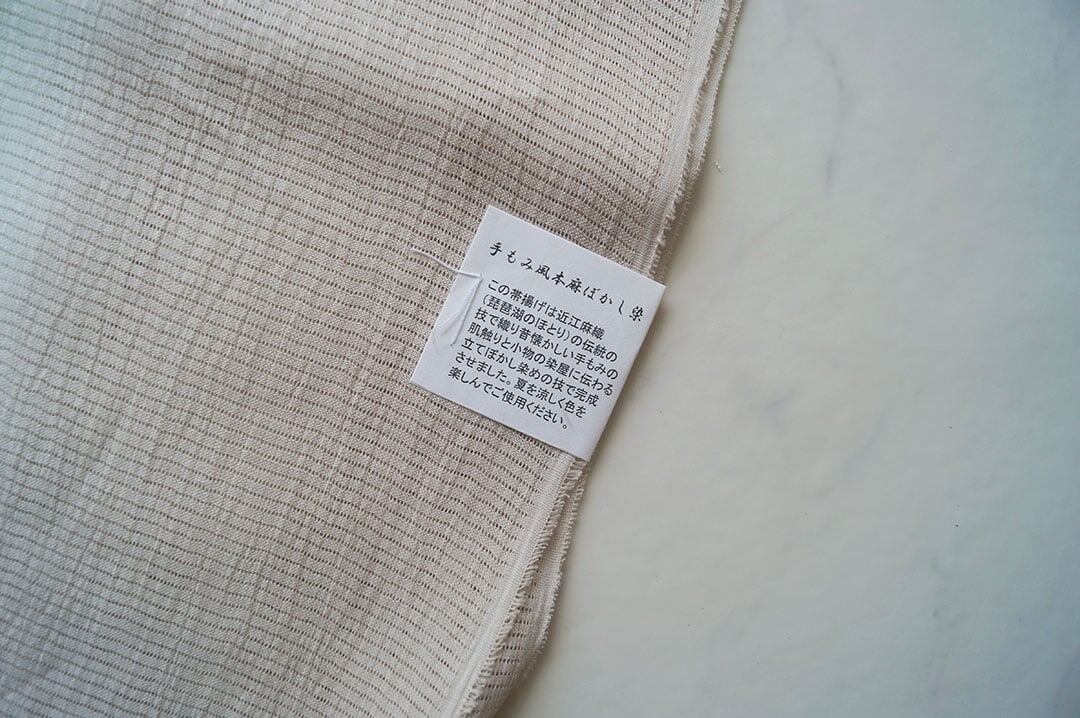 手もみ風本麻ぼかし染
この帯揚げは近江麻織
(琵琶湖のほとり)の伝統の
技で織り昔懐かしい手もみの
肌触りと小物の染屋に伝わる
立てぼかし染めの技で完成
させました。夏を涼しく色を
楽しんでご使用ください。